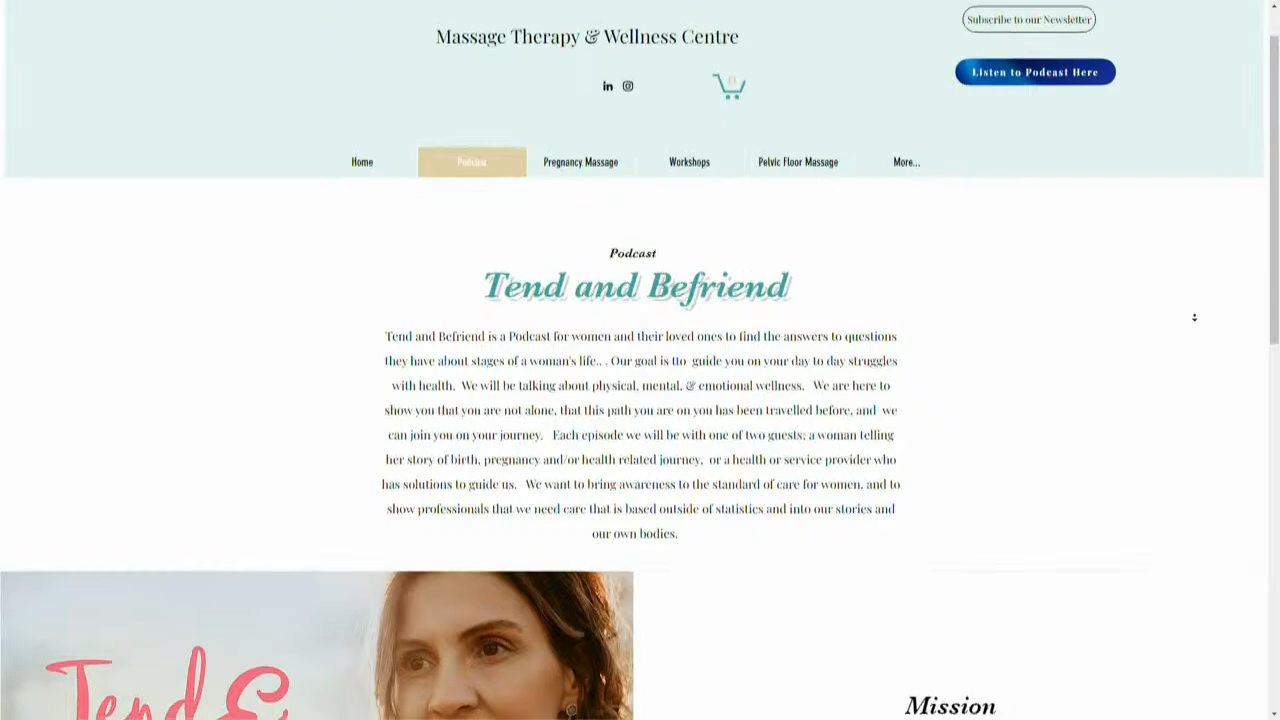 Massage Therapy & Wellness Centre
Subscribe to our Newsletter
Listen to Podcast Here
in
0
Home
Podcast
Pregnancy Massage
Workshops
Pelvic Floor Massage
More...
Podcast
Tend and Befriend
Tend and Befriend is a Podcast for women and their loved ones to find the answers to questions
they have about stages of a woman's life.. . Our goal is tto guide you on your day to day struggles
with health. We will be talking about physical, mental, & emotional wellness. We are here to
show you that you are not alone, that this path you are on you has been travelled before, and we
can join you on your journey. Each episode we will be with one of two guests; a woman telling
her story of birth, pregnancy and/or health related journey, or a health or service provider who
has solutions to guide us. We want to bring awareness to the standard of care for women, and to
show professionals that we need care that is based outside of statistics and into our stories and
our own bodies.
Tend &
Mission